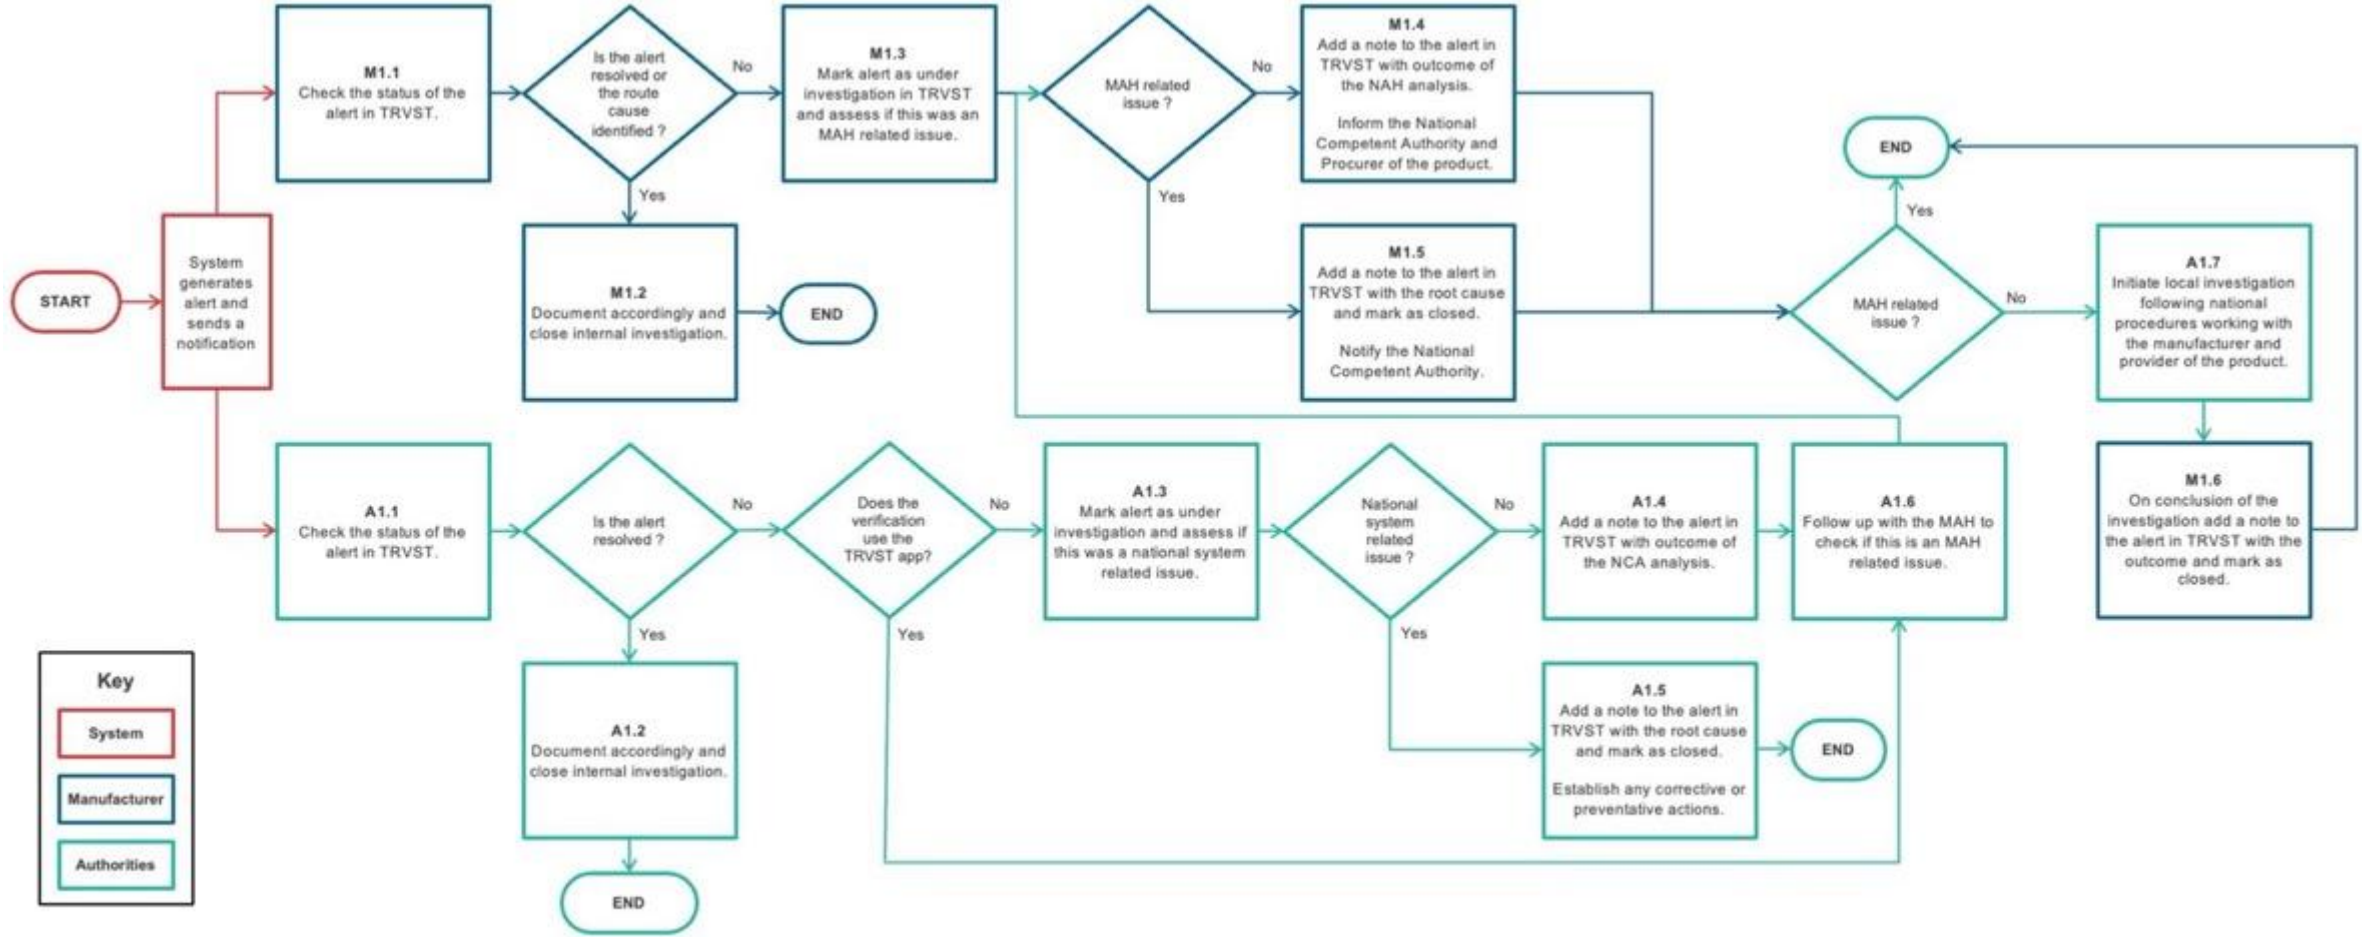 M1.1
Check the status of the
alert in TRVST.
Is the alert
resolved or
the route
cause
identified ?
No
Yes
M1.3
Mark alert as under
investigation in TRVST
and assess if this was an
MAH related issue.
MAH related
issue ?
No
Yes
M1.4
Add a note to the alert in
TRVST with outcome of
the NAH analysis.
Inform the National
Competent Authority and
Procurer of the product.
END
Yes
START
System
generates
alert and
sends a
notification
M1.2
Document accordingly and
close internal investigation.
END
M1.5
Add a note to the alert in
TRVST with the root cause
and mark as closed.
Notify the National
Competent Authority.
MAH related
issue ?
No
A1.7
Initiate local investigation
following national
procedures working with
the manufacturer and
provider of the product.
A1.1
Check the status of the
alert in TRVST.
Is the alert
resolved ?
No
Yes
Does the
verification
use the
TRVST app?
No
Yes
A1.3
Mark alert as under
investigation and assess if
this was a national system
related issue.
National
system
related
issue ?
No
Yes
A1.4
Add a note to the alert in
TRVST with outcome of
the NCA analysis.
A1.6
Follow up with the MAH to
check if this is an MAH
related issue.
M1.6
On conclusion of the
investigation add a note to
the alert in TRVST with the
outcome and mark as
closed.
Key
System
Manufacturer
Authorities
A1.2
Document accordingly and
close internal investigation.
END
A1.5
Add a note to the alert in
TRVST with the root cause
and mark as closed.
Establish any corrective or
preventative actions.
END